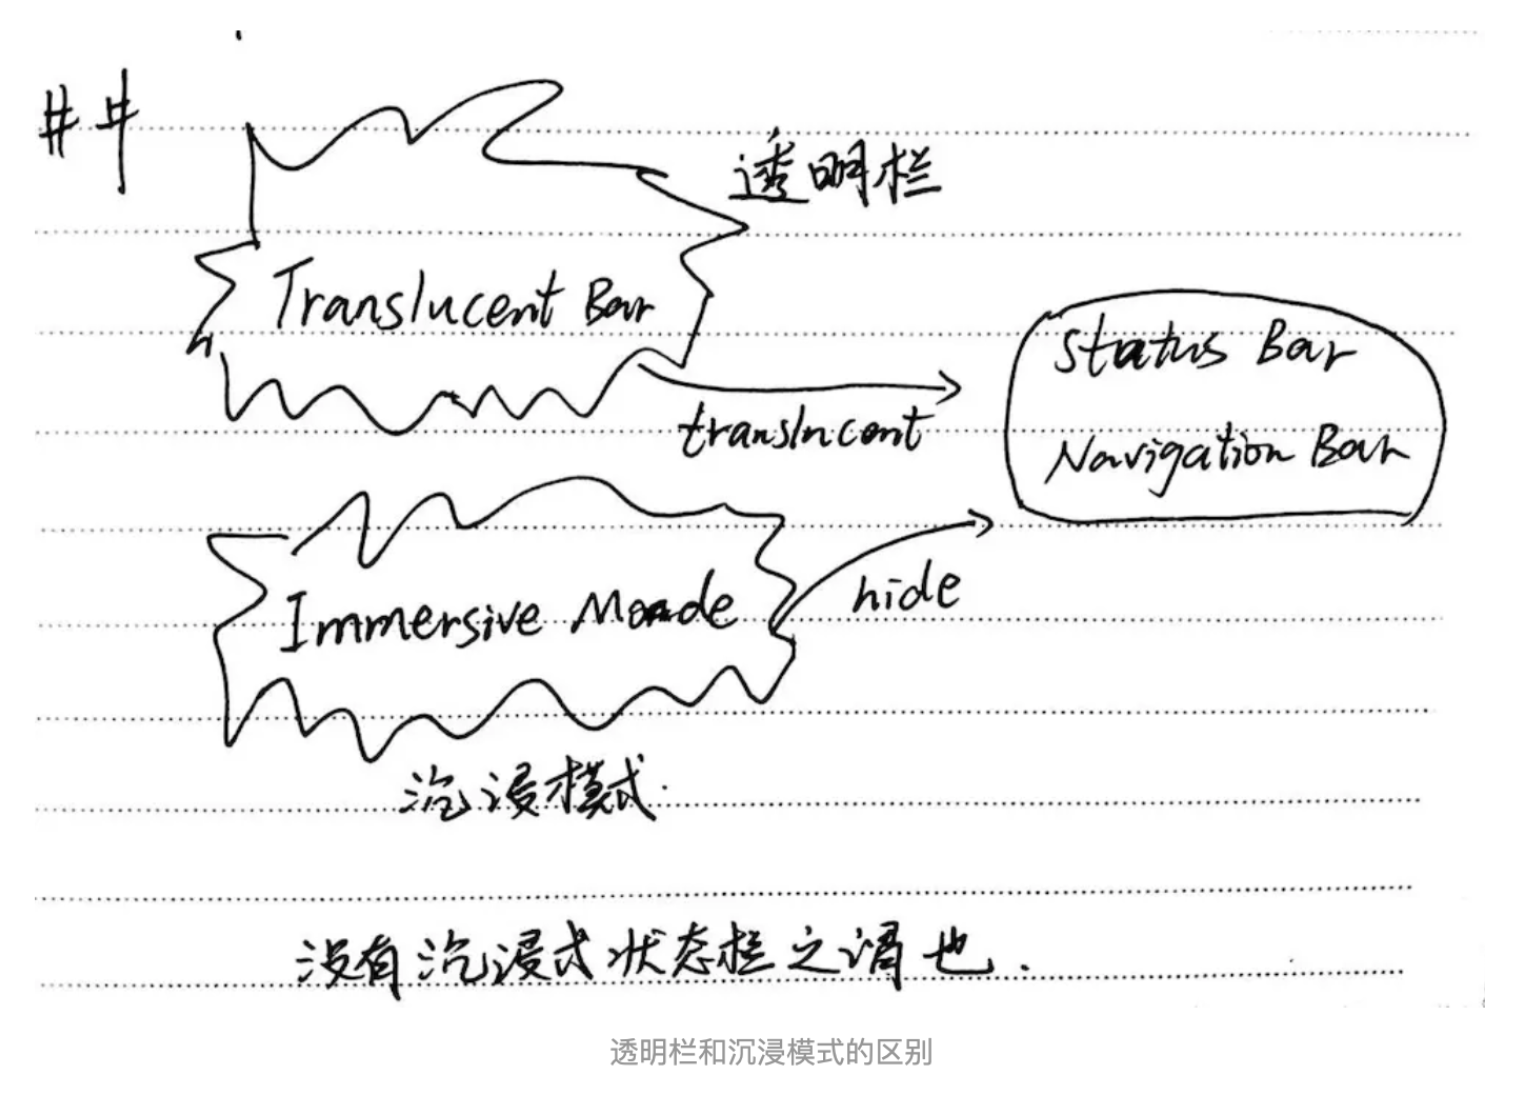 ##
透明栏
Translucent Bar
Status Bar
translucent
Navigation Bar
hide
Immersive Mode
沉浸模式.
没有沉浸式状态栏之谓也.
透明栏和沉浸模式的区别